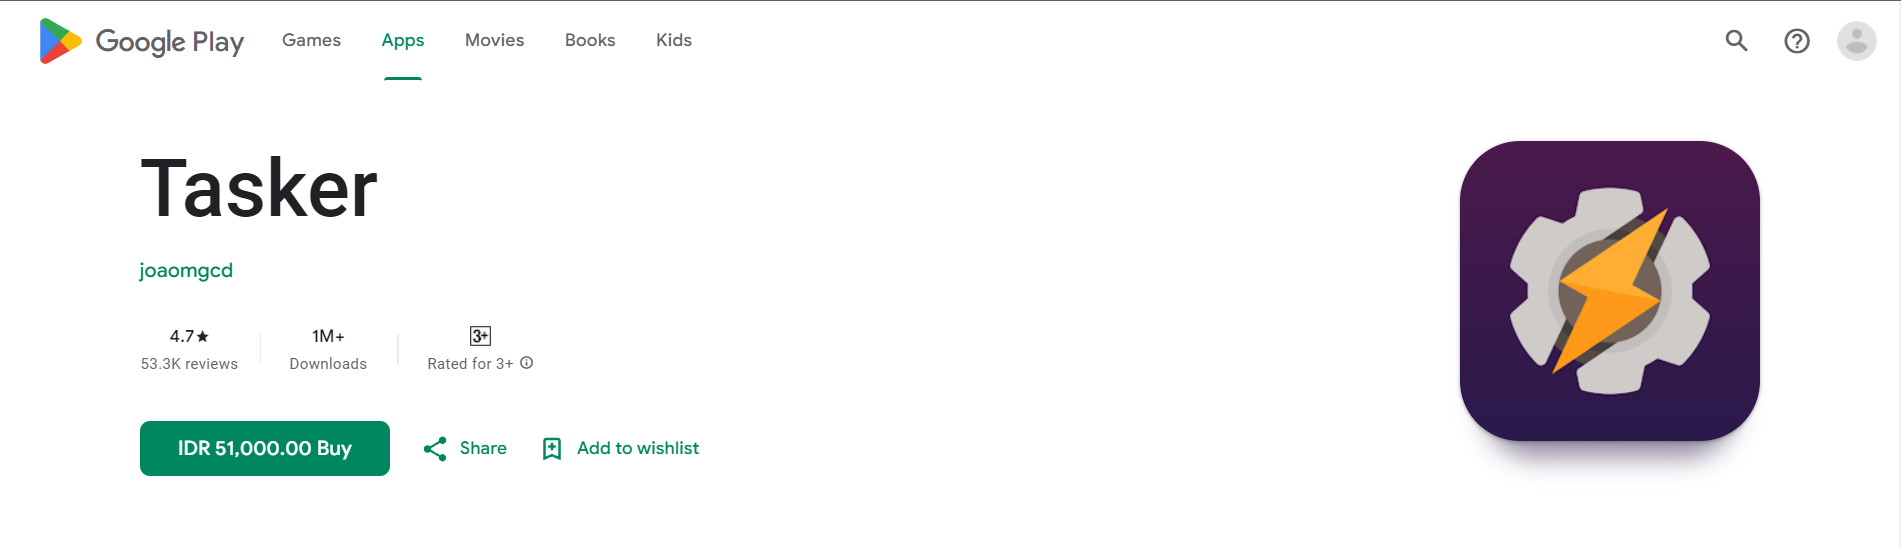 Google Play Games Apps Movies Books Kids
Tasker
joaomgcd
4.7★ 1M+ 3+
53.3K reviews Downloads Rated for 3+
IDR 51,000.00 Buy Share Add to wishlist